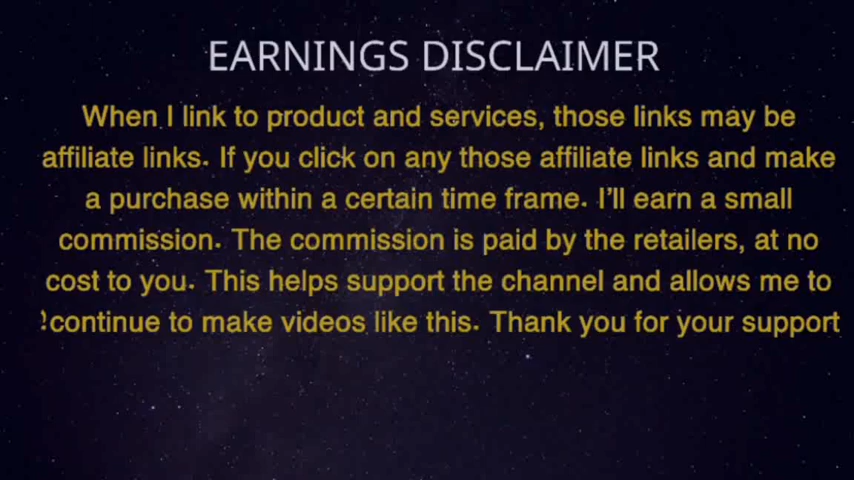 EARNINGS DISCLAIMER
When I link to product and services, those links may be
affiliate links. If you click on any those affiliate links and make
a purchase within a certain time frame. I'll earn a small
commission. The commission is paid by the retailers, at no
cost to you. This helps support the channel and allows me to
!continue to make videos like this. Thank you for your support